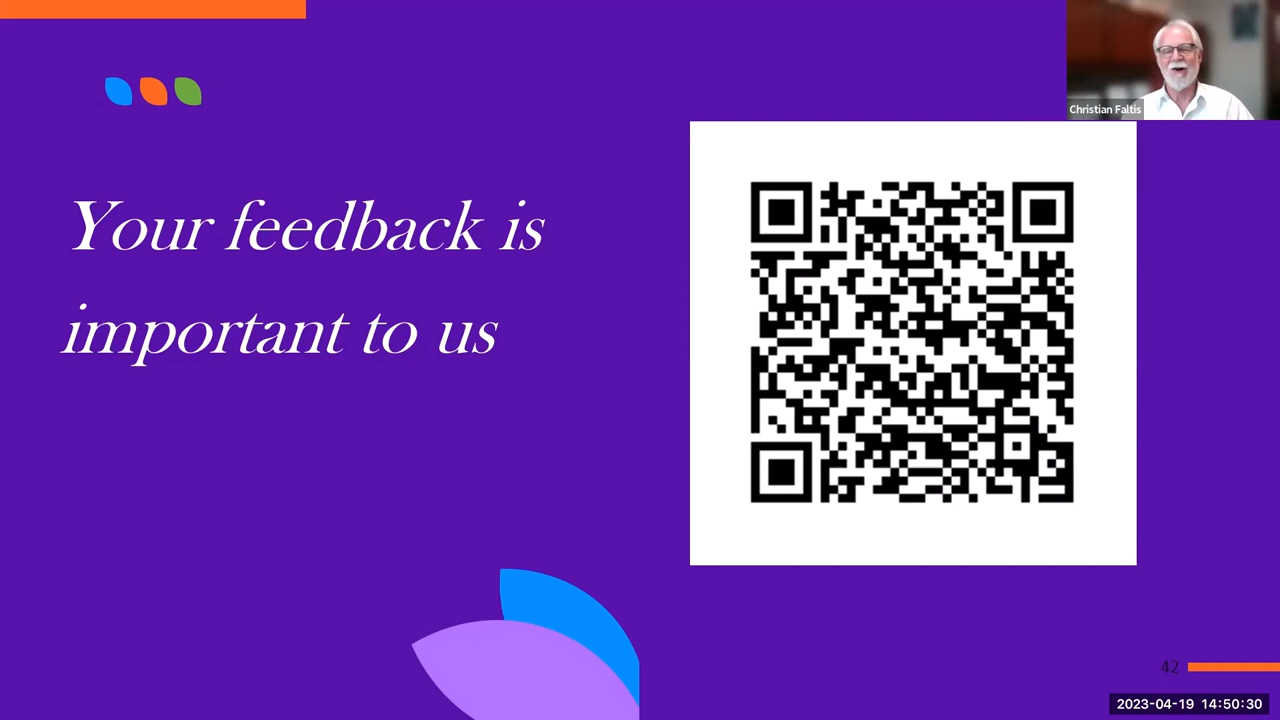 Christian Faltis
Your feedback is
important to us
42
2023-04-19 14:50:30